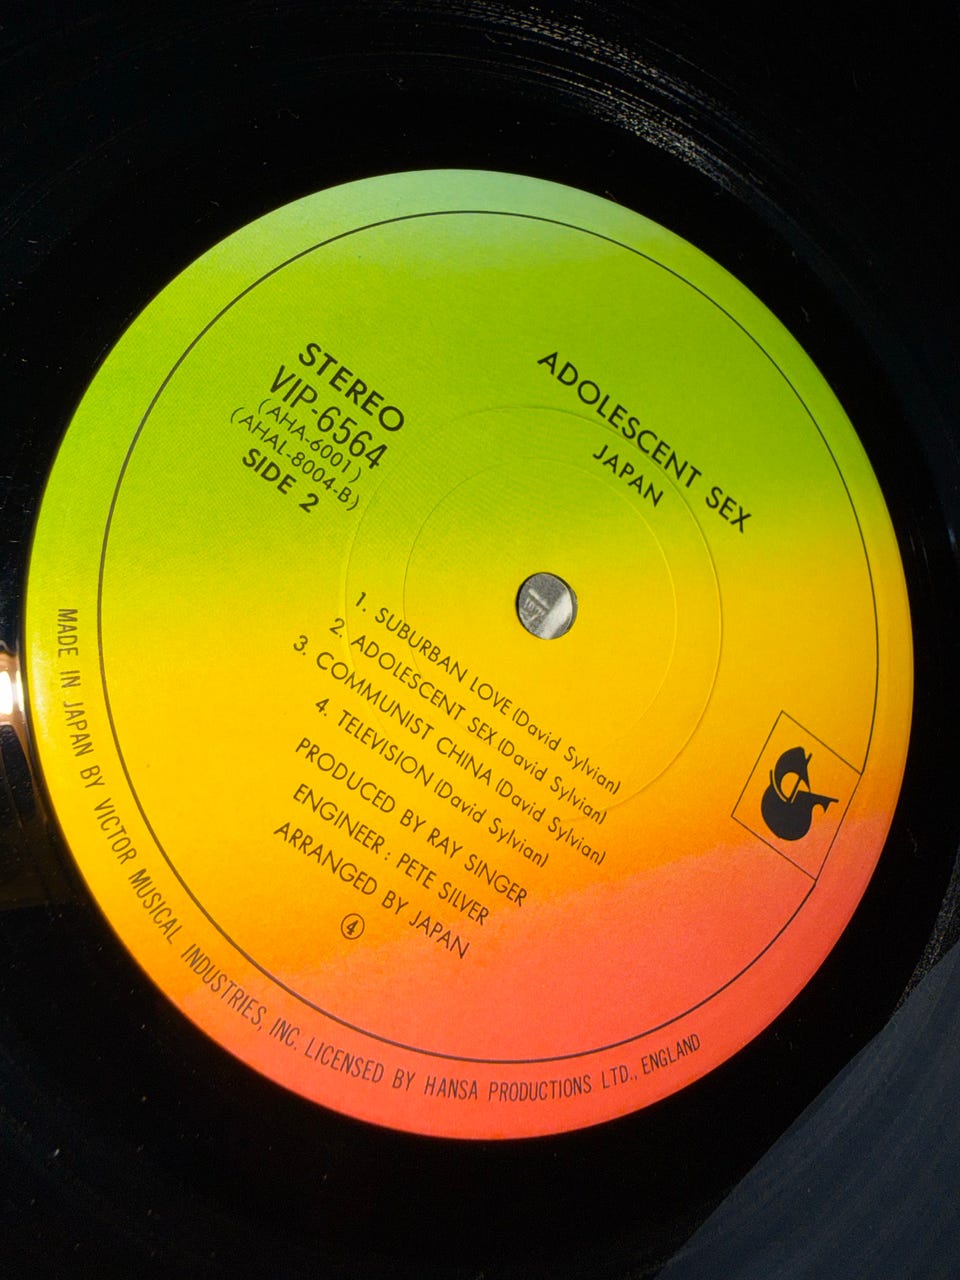 STEREO
VIP-6564
(AHA-6001)
(AHAL-8004-B)
SIDE 2
ADOLESCENT SEX
JAPAN
1. SUBURBAN LOVE (David Sylvian)
2. ADOLESCENT SEX (David Sylvian)
3. COMMUNIST CHINA (David Sylvian)
4. TELEVISION (David Sylvian)
PRODUCED BY RAY SINGER
ENGINEER: PETE SILVER
ARRANGED BY JAPAN
④
MADE IN JAPAN BY VICTOR MUSICAL INDUSTRIES, INC. LICENSED BY HANSA PRODUCTIONS LTD., ENGLAND